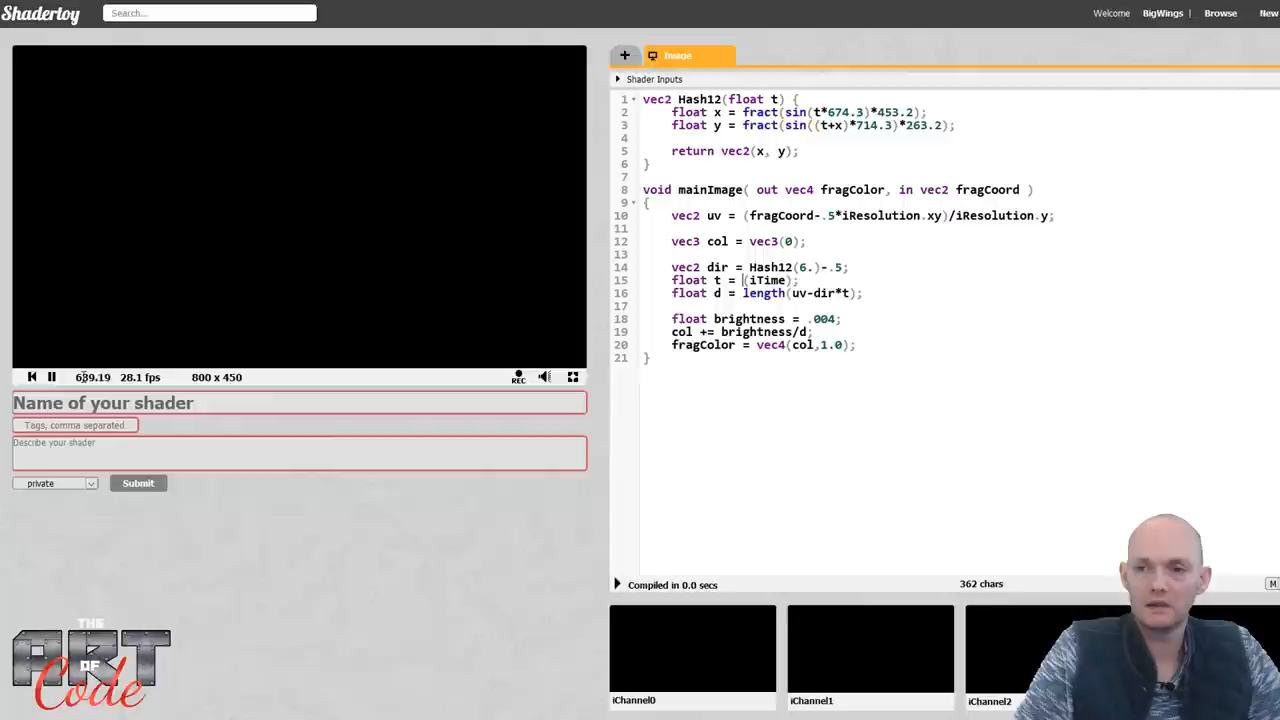 Shadertoy
Search...
Welcome BigWings | Browse New
+ Image
Shader Inputs
1 vec2 Hash12(float t) {
2 float x = fract(sin(t*674.3)*453.2);
3 float y = fract(sin((t+x)*714.3)*263.2);
4
5 return vec2(x, y);
6 }
7
8 void mainImage( out vec4 fragColor, in vec2 fragCoord )
9 {
10 vec2 uv = (fragCoord-.5*iResolution.xy)/iResolution.y;
11
12 vec3 col = vec3(0);
13
14 vec2 dir = Hash12(6.)-.5;
15 float t = (iTime);
16 float d = length(uv-dir*t);
17
18 float brightness = .004;
19 col += brightness/d;
20 fragColor = vec4(col,1.0);
21 }
639.19 28.1 fps 800 x 450 REC
Name of your shader
Tags, comma separated
Describe your shader
private Submit
Compiled in 0.0 secs 362 chars M
iChannel0 iChannel1 iChannel2
THE
ART
OF
Code